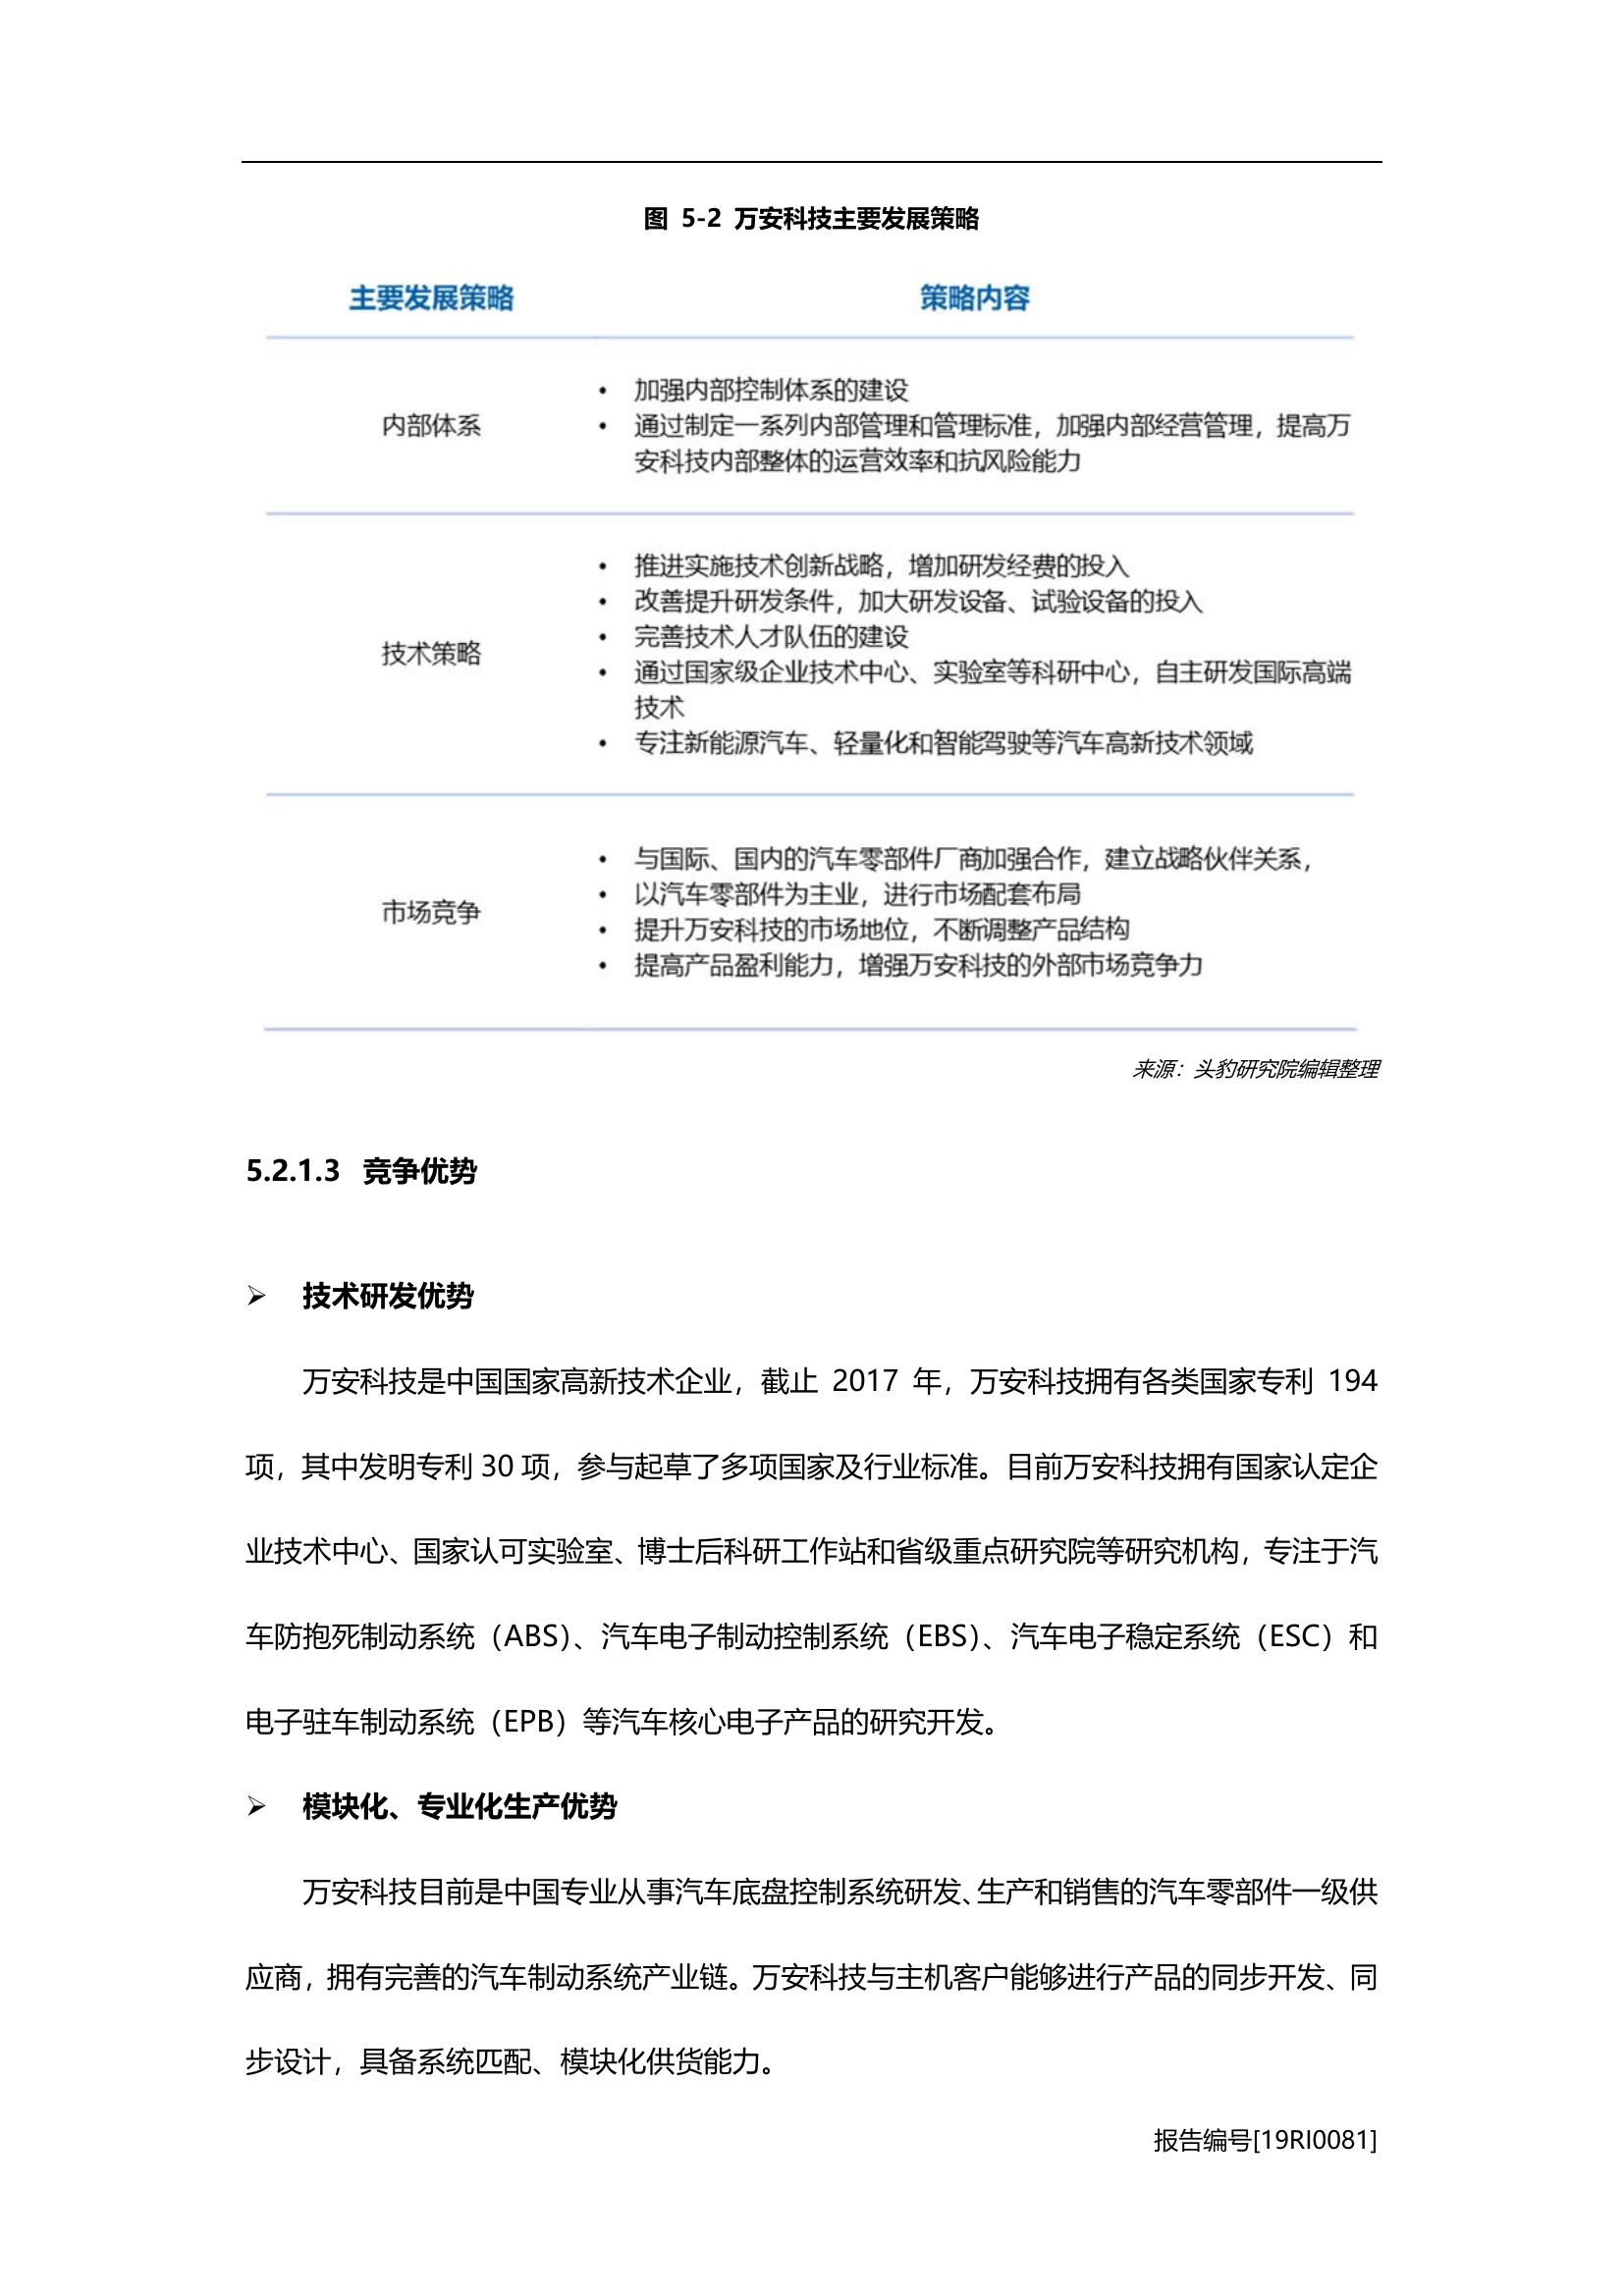 图 5-2 万安科技主要发展策略
主要发展策略 策略内容
内部体系
• 加强内部控制体系的建设
• 通过制定一系列内部管理和管理标准，加强内部经营管理，提高万
安科技内部整体的运营效率和抗风险能力
技术策略
• 推进实施技术创新战略，增加研发经费的投入
• 改善提升研发条件，加大研发设备、试验设备的投入
• 完善技术人才队伍的建设
• 通过国家级企业技术中心、实验室等科研中心，自主研发国际高端
技术
• 专注新能源汽车、轻量化和智能驾驶等汽车高新技术领域
市场竞争
• 与国际、国内的汽车零部件厂商加强合作，建立战略伙伴关系，
• 以汽车零部件为主业，进行市场配套布局
• 提升万安科技的市场地位，不断调整产品结构
• 提高产品盈利能力，增强万安科技的外部市场竞争力
来源：头豹研究院编辑整理
5.2.1.3 竞争优势
➢ 技术研发优势
万安科技是中国国家高新技术企业，截止 2017 年，万安科技拥有各类国家专利 194
项，其中发明专利 30 项，参与起草了多项国家及行业标准。目前万安科技拥有国家认定企
业技术中心、国家认可实验室、博士后科研工作站和省级重点研究院等研究机构，专注于汽
车防抱死制动系统（ABS）、汽车电子制动控制系统（EBS）、汽车电子稳定系统（ESC）和
电子驻车制动系统（EPB）等汽车核心电子产品的研究开发。
➢ 模块化、专业化生产优势
万安科技目前是中国专业从事汽车底盘控制系统研发、生产和销售的汽车零部件一级供
应商，拥有完善的汽车制动系统产业链。万安科技与主机客户能够进行产品的同步开发、同
步设计，具备系统匹配、模块化供货能力。
报告编号[19RI0081]